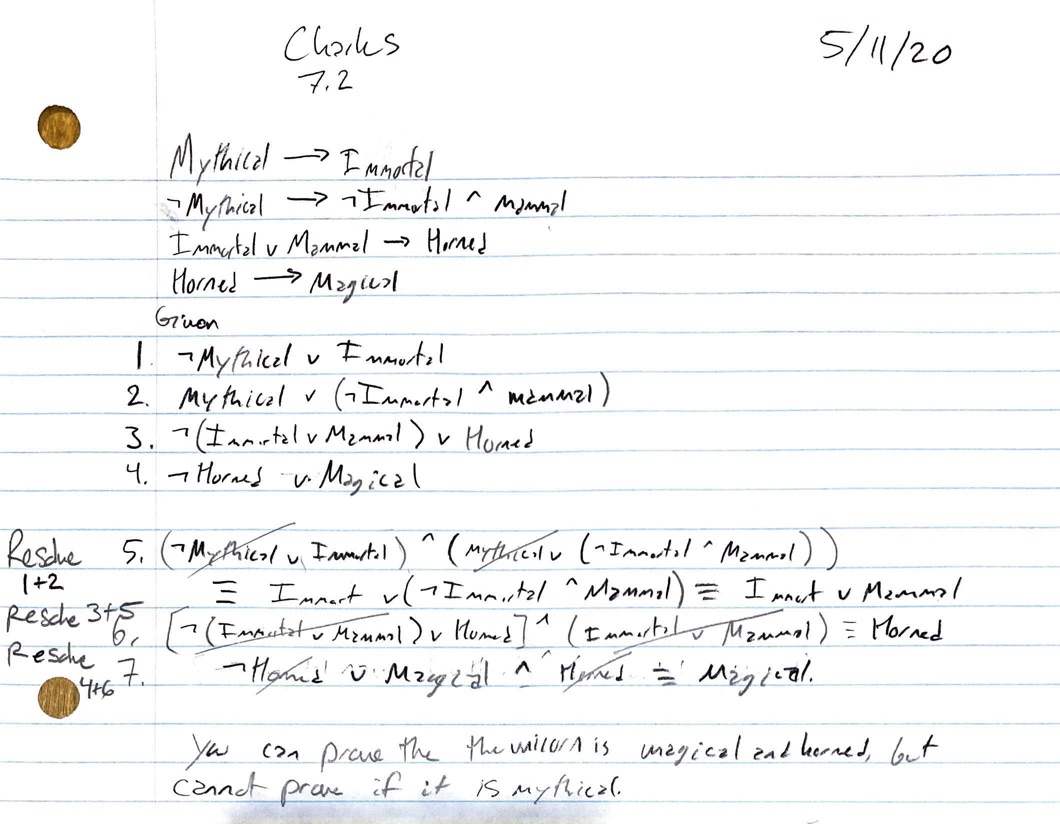 Charles 5/11/20
7.2
Mythical → Immortal
¬Mythical → ¬Immortal ^ Mammal
Immortal v Mammal → Horned
Horned → Magical
Given
1. ¬Mythical v Immortal
2. Mythical v (¬Immortal ^ mammal)
3. ¬(Immortal v Mammal) v Horned
4. ¬Horned v Magical
Resolve 1+2 5. (¬Mythical v Immortal) ^ (Mythical v (¬Immortal ^ Mammal))
≡ Immort v (¬Immortal ^ Mammal) ≡ Immort v Mammal
Resolve 3+5 6. [¬(Immortal v Mammal) v Horned] ^ (Immortal v Mammal) ≡ Horned
Resolve 4+6 7. ¬Horned v Magical ^ Horned ≡ Magical.
You can prove the the unicorn is magical and horned, but
cannot prove if it is mythical.